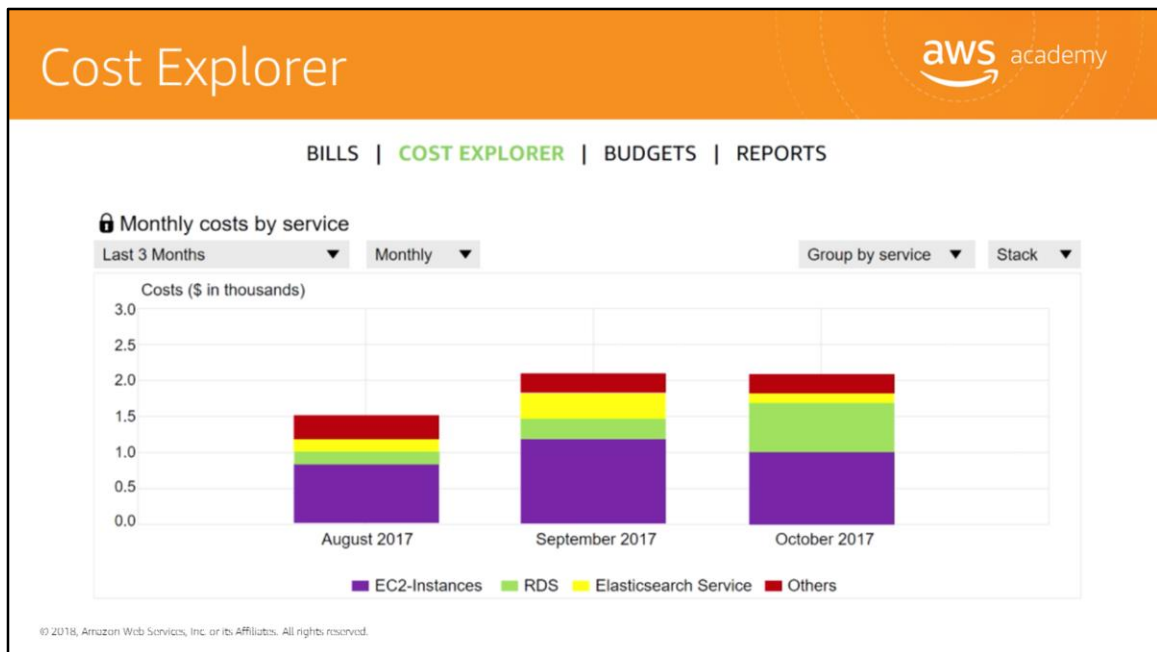 Cost Explorer
aws academy
BILLS | COST EXPLORER | BUDGETS | REPORTS
Monthly costs by service
Last 3 Months ▼ Monthly ▼ Group by service ▼ Stack ▼
Costs ($ in thousands)
3.0
2.5
2.0
1.5
1.0
0.5
0.0
August 2017 September 2017 October 2017
EC2-Instances RDS Elasticsearch Service Others
© 2018, Amazon Web Services, Inc. or its Affiliates. All rights reserved.